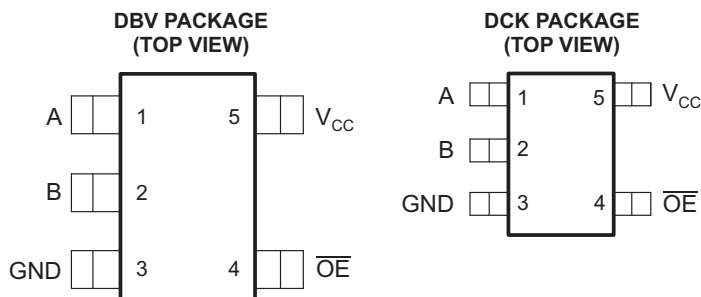 DBV PACKAGE
(TOP VIEW)
A 1 5 VCC
B 2
GND 3 4 OE
DCK PACKAGE
(TOP VIEW)
A 1 5 VCC
B 2
GND 3 4 OE